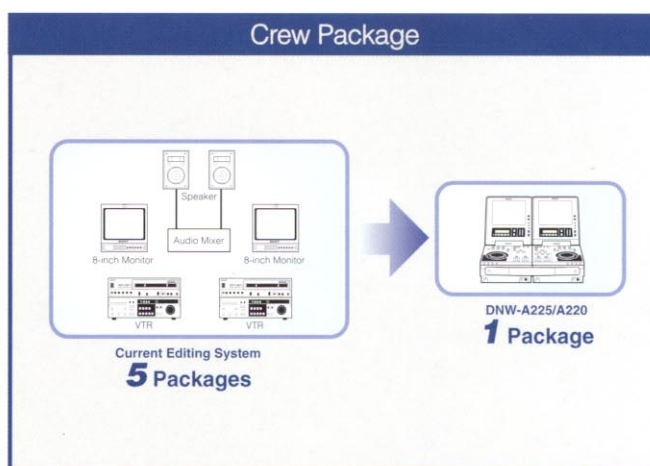 Crew Package
Speaker
Audio Mixer
8-inch Monitor
8-inch Monitor
VTR
VTR
Current Editing System
5 Packages
DNW-A225/A220
1 Package